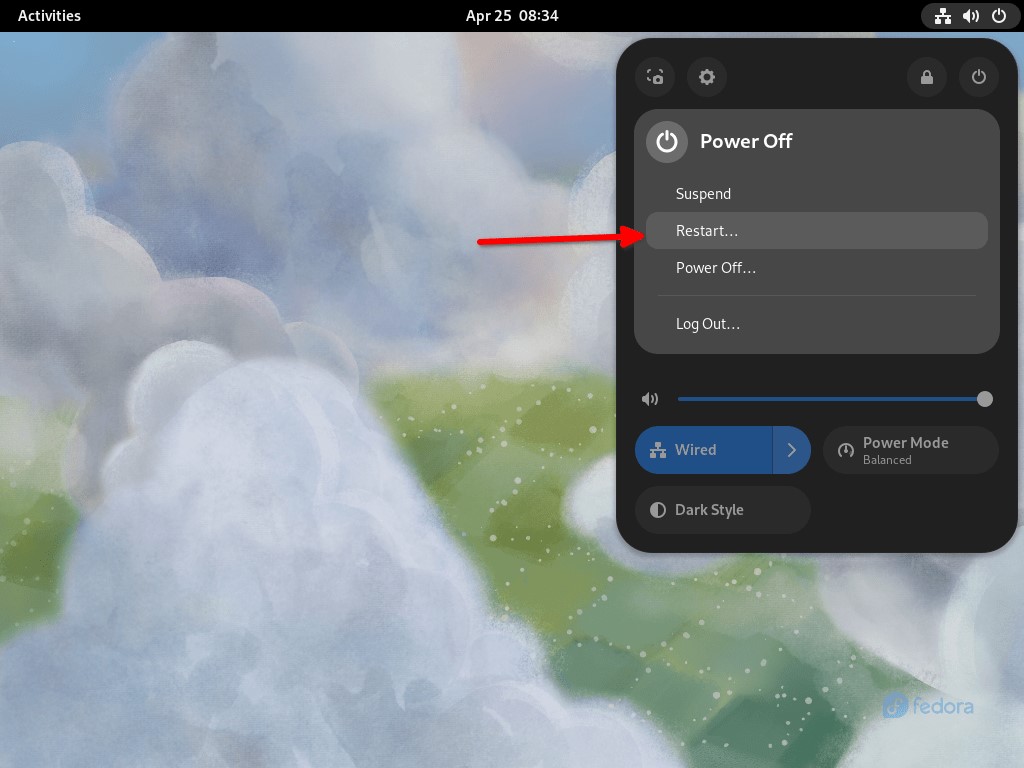 Activities
Apr 25 08:34
Power Off
Suspend
Restart...
Power Off...
Log Out...
Wired
Power Mode
Balanced
Dark Style
fedora